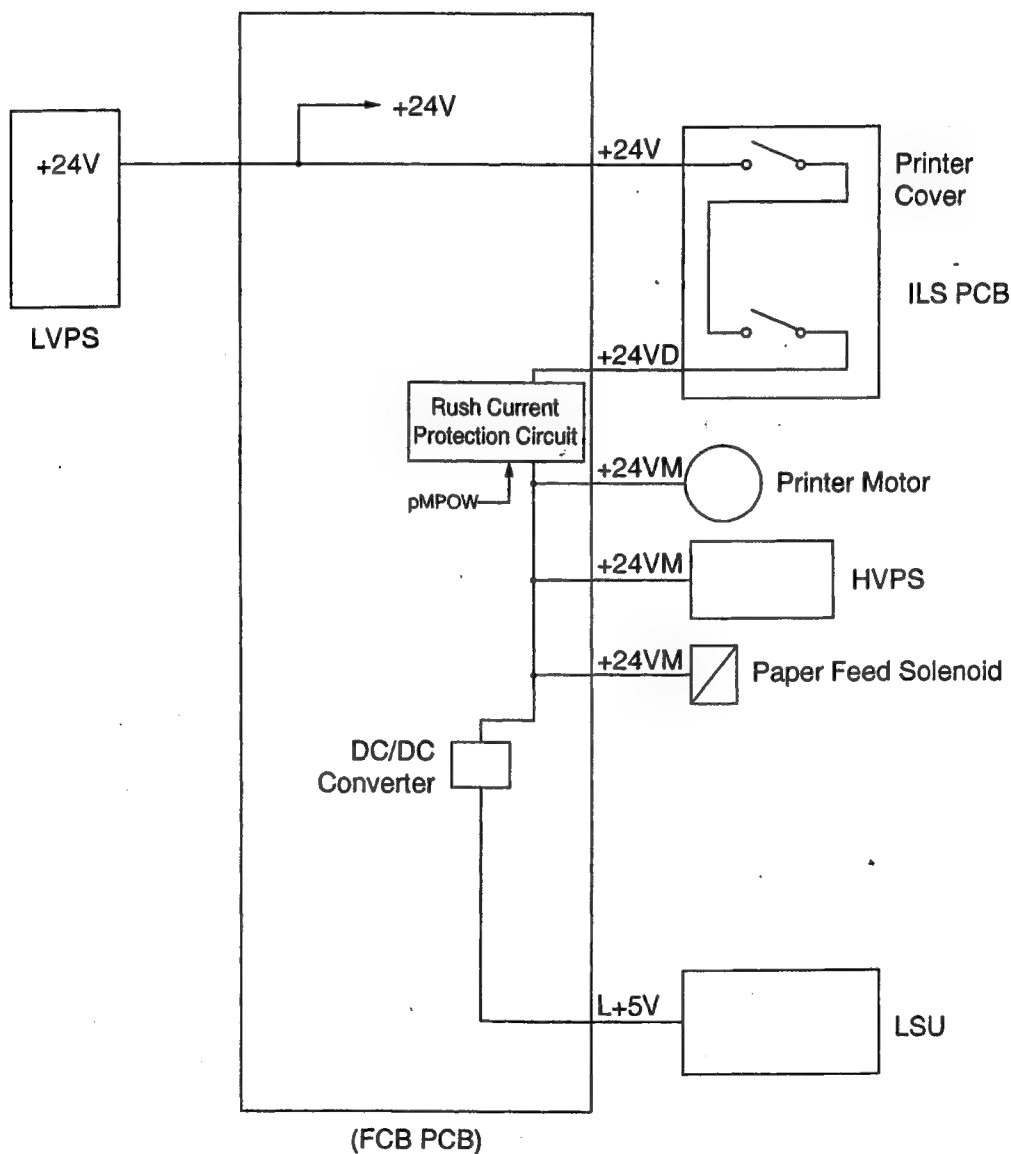 +24V
+24V
+24V
Printer
Cover
LVPS
ILS PCB
+24VD
Rush Current
Protection Circuit
pMPOW
+24VM
Printer Motor
+24VM
HVPS
+24VM
Paper Feed Solenoid
DC/DC
Converter
L+5V
LSU
(FCB PCB)